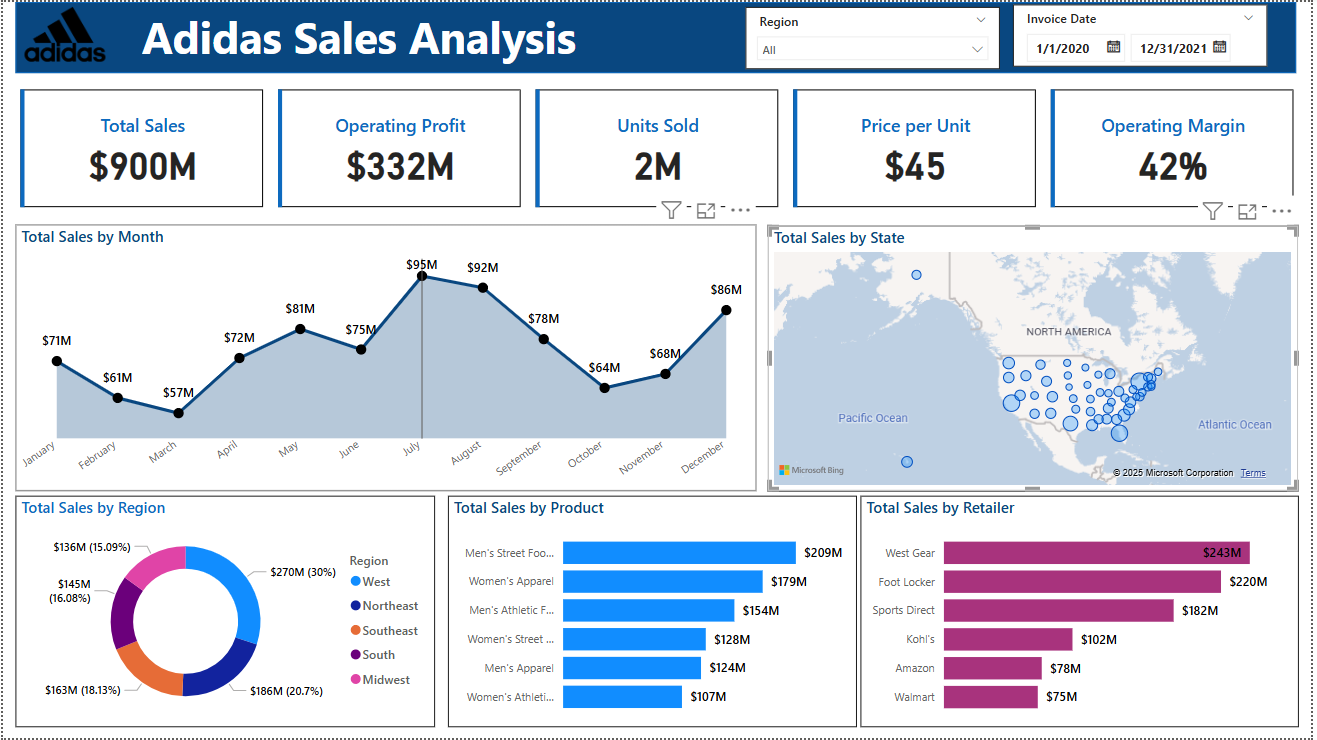 adidas
Adidas Sales Analysis
Region
All
Invoice Date
1/1/2020 12/31/2021
Total Sales
$900M
Operating Profit
$332M
Units Sold
2M
Price per Unit
$45
Operating Margin
42%
Total Sales by Month
$71M
$61M
$57M
$72M
$81M
$75M
$95M
$92M
$78M
$64M
$68M
$86M
January
February
March
April
May
June
July
August
September
October
November
December
Total Sales by State
NORTH AMERICA
Pacific Ocean
Atlantic Ocean
Microsoft Bing
© 2025 Microsoft Corporation Terms
Total Sales by Region
$136M (15.09%)
$270M (30%)
$145M
(16.08%)
$163M (18.13%)
$186M (20.7%)
Region
West
Northeast
Southeast
South
Midwest
Total Sales by Product
Men's Street Foo... $209M
Women's Apparel $179M
Men's Athletic F... $154M
Women's Street ... $128M
Men's Apparel $124M
Women's Athleti... $107M
Total Sales by Retailer
West Gear $243M
Foot Locker $220M
Sports Direct $182M
Kohl's $102M
Amazon $78M
Walmart $75M